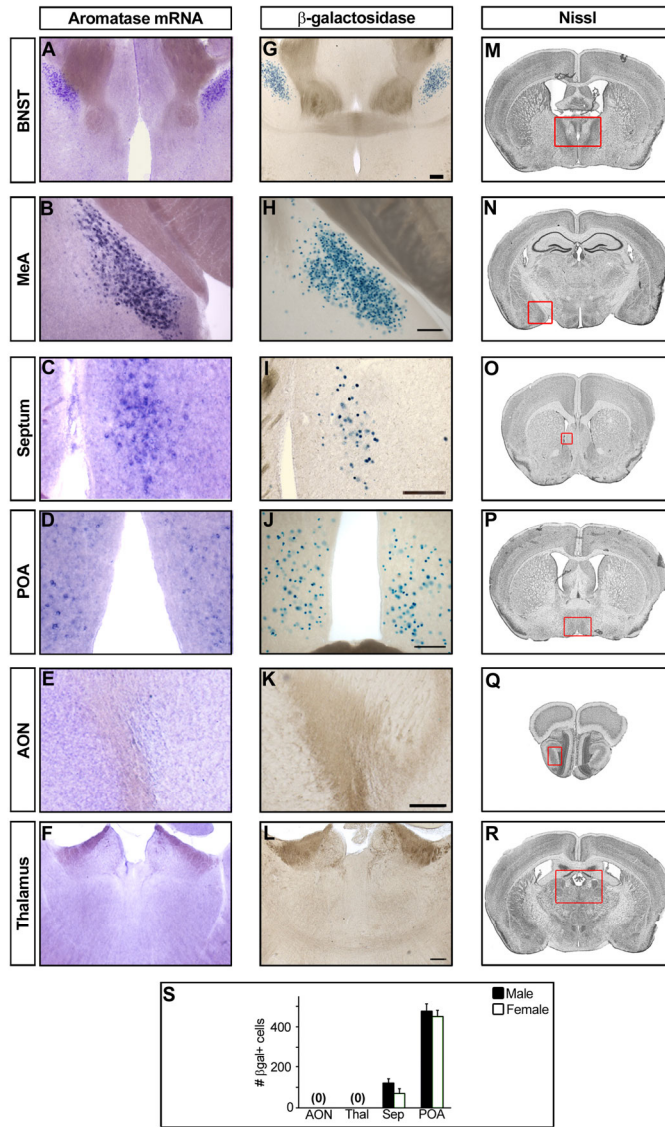 Aromatase mRNA
β-galactosidase
Nissl
BNST
A
G
M
MeA
B
H
N
Septum
C
I
O
POA
D
J
P
AON
E
K
Q
Thalamus
F
L
R
S
Male
Female
# βgal+ cells
400
200
0
(0)
(0)
AON Thal Sep POA